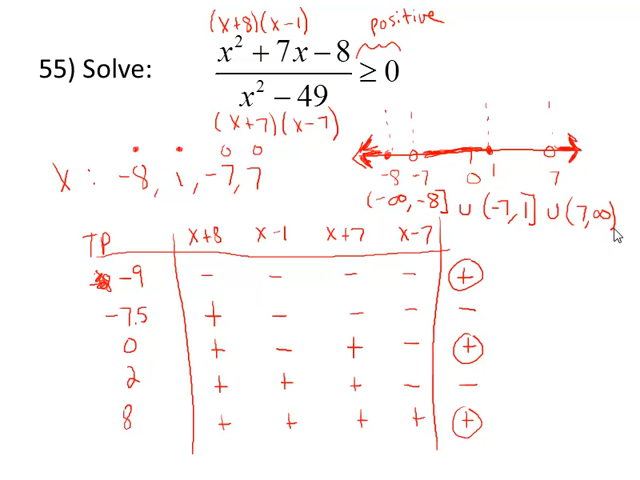 (x+8)(x-1) positive
55) Solve: x² + 7x − 8 / x² − 49 ≥ 0
(x+7)(x-7)
x : -8, 1, -7, 7
-8 -7 0 1 7
(-∞, -8] ∪ (-7, 1] ∪ (7, ∞)
TP x+8 x-1 x+7 x-7
-9 - - - - +
-7.5 + - - - -
0 + - + - +
2 + + + - -
8 + + + + +